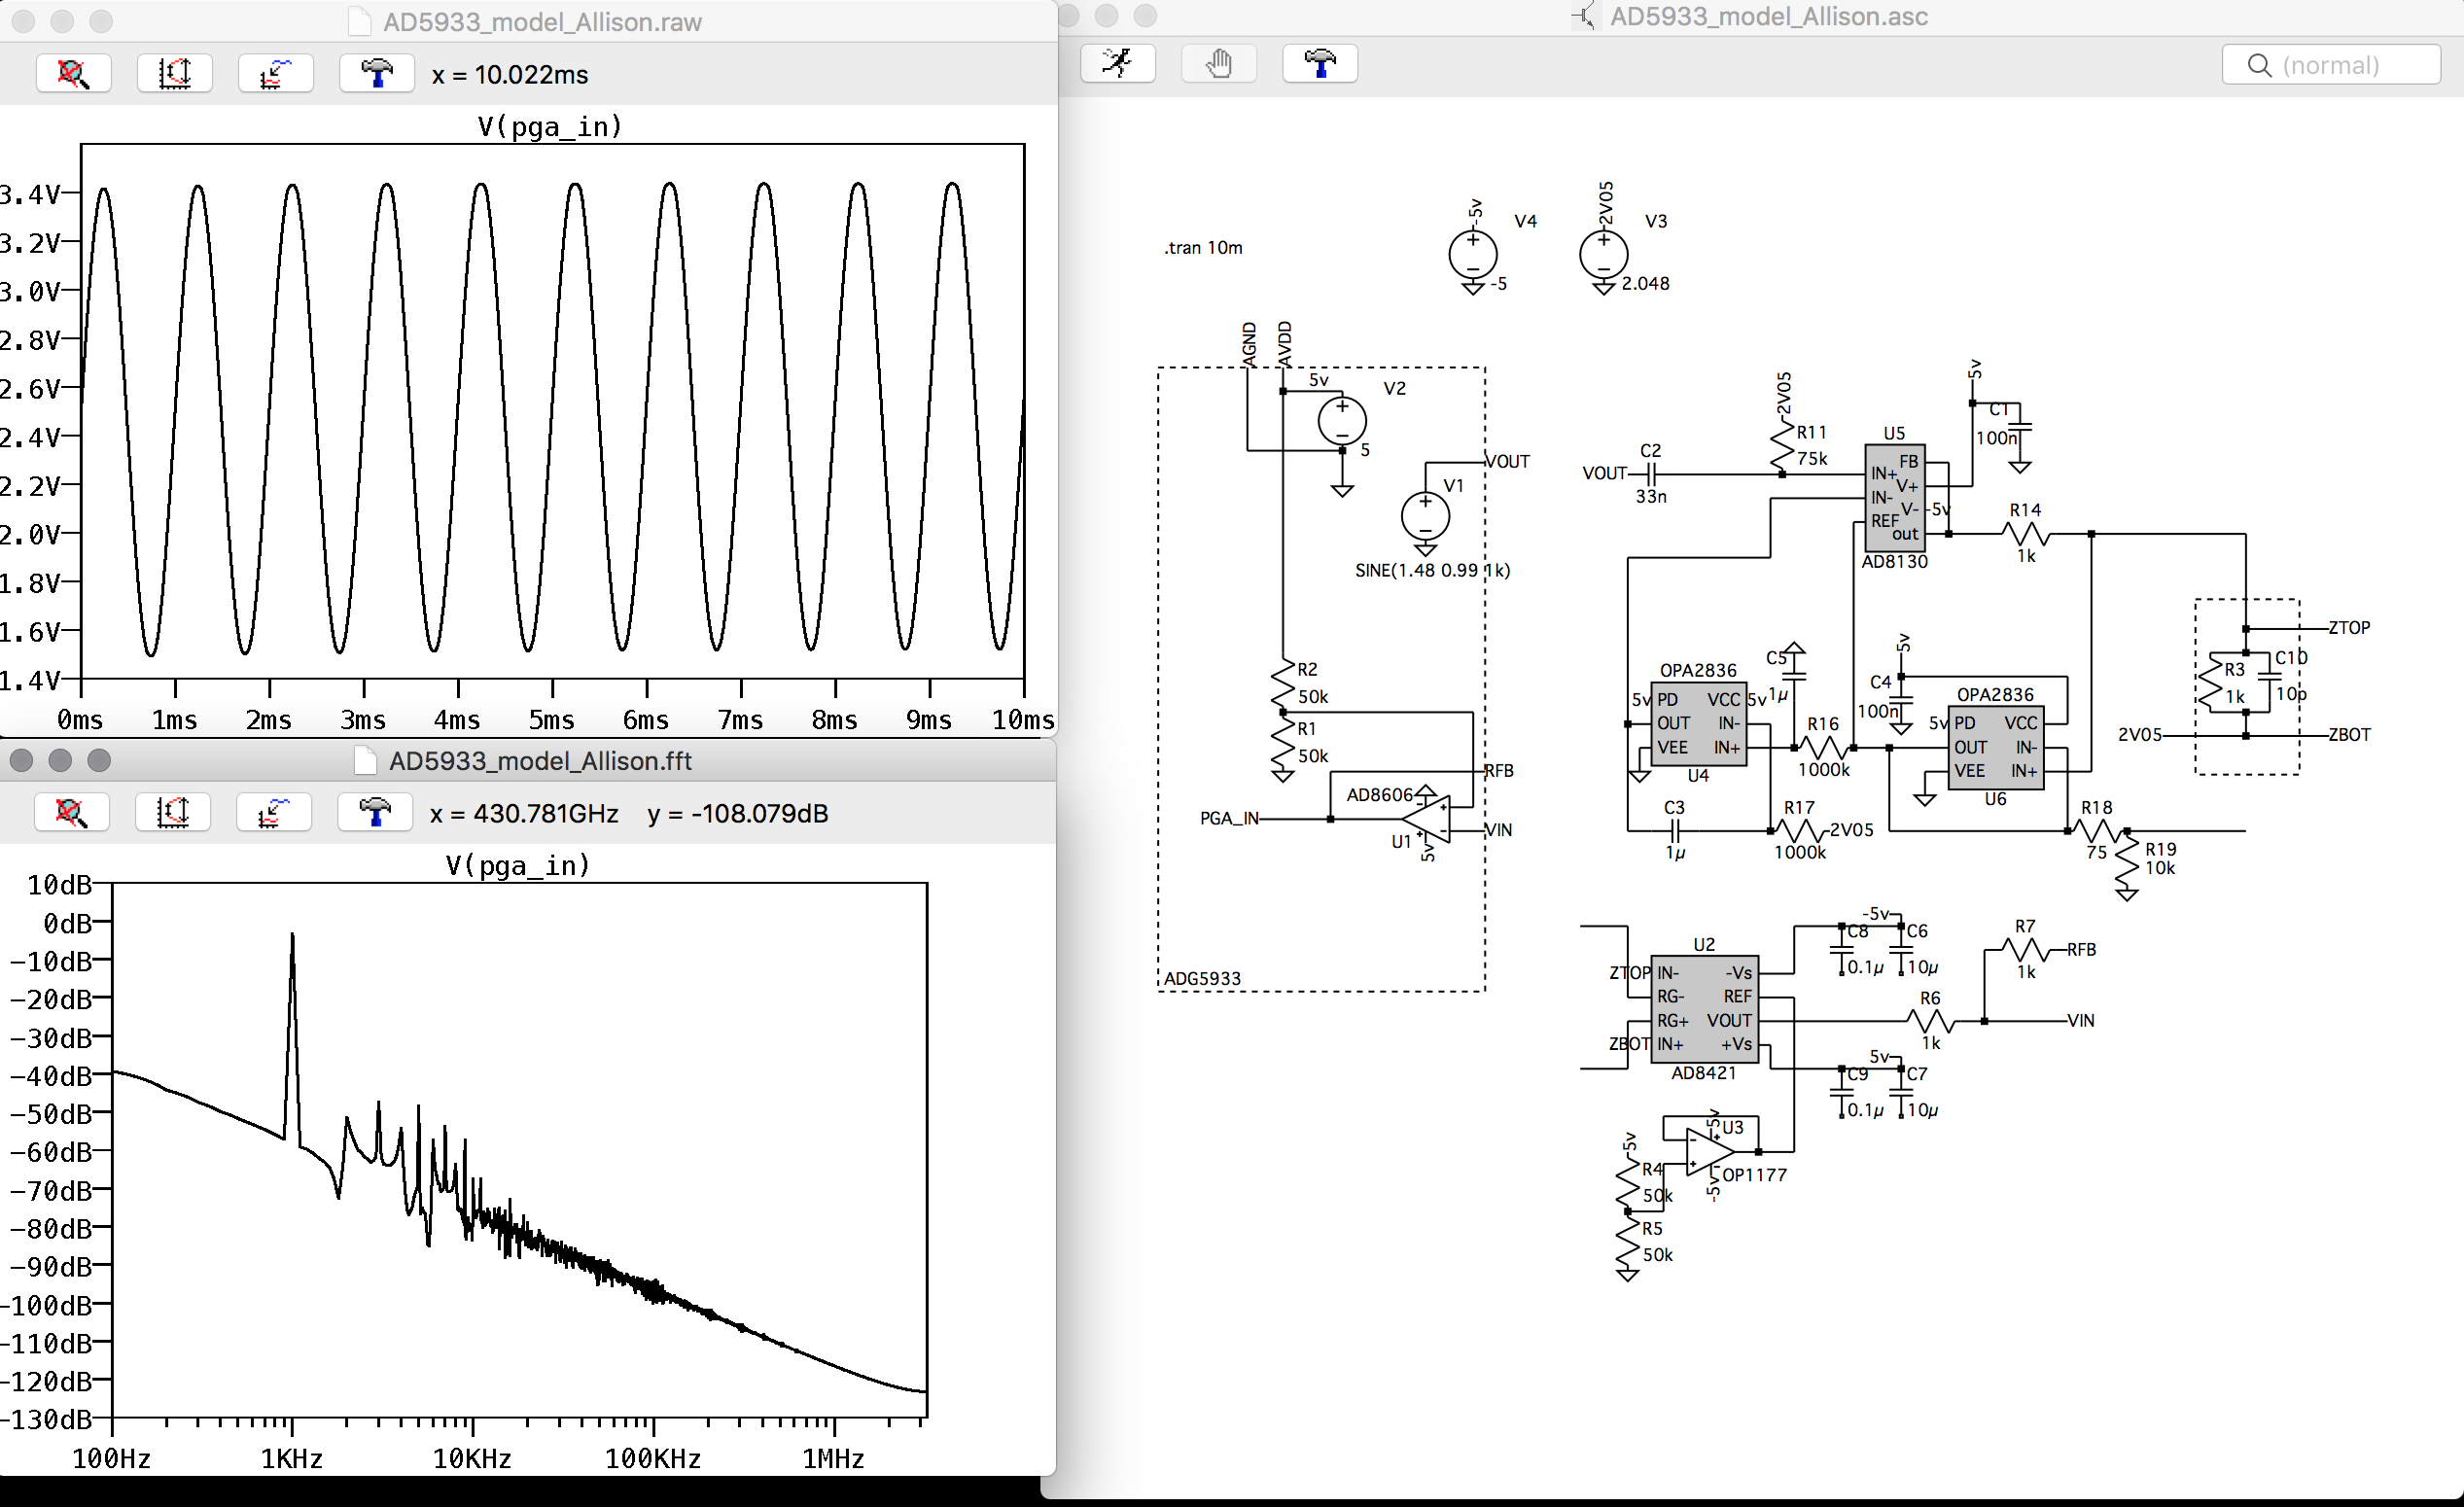 AD5933_model_Allison.raw
x = 10.022ms
V(pga_in)
3.4V
3.2V
3.0V
2.8V
2.6V
2.4V
2.2V
2.0V
1.8V
1.6V
1.4V
0ms 1ms 2ms 3ms 4ms 5ms 6ms 7ms 8ms 9ms 10ms
AD5933_model_Allison.fft
x = 430.781GHz y = -108.079dB
V(pga_in)
10dB
0dB
-10dB
-20dB
-30dB
-40dB
-50dB
-60dB
-70dB
-80dB
-90dB
-100dB
-110dB
-120dB
-130dB
100Hz 1KHz 10KHz 100KHz 1MHz
AD5933_model_Allison.asc
(normal)
.tran 10m
-5v
V4
-5
2V05
V3
2.048
AGND
AVDD
5v
V2
5
VOUT
V1
SINE(1.48 0.99 1k)
R2
50k
R1
50k
RFB
AD8606
PGA_IN
VIN
U1
5v
ADG5933
VOUT
C2
33n
2V05
R11
75k
U5
IN+
IN-
REF
FB
V+
V-
out
AD8130
-5v
5v
C1
100n
R14
1k
ZTOP
R3
1k
C10
10p
2V05
ZBOT
OPA2836
5v
PD VCC
OUT IN-
VEE IN+
U4
5v
C5
1µ
R16
1000k
5v
C4
100n
OPA2836
5v
PD VCC
OUT IN-
VEE IN+
U6
C3
1µ
R17
1000k
2V05
R18
75
R19
10k
U2
ZTOP
ZBOT
IN- -Vs
RG- REF
RG+ VOUT
IN+ +Vs
AD8421
-5v
C8
0.1µ
C6
10µ
R7
1k
RFB
R6
1k
VIN
5v
C9
0.1µ
C7
10µ
5v
U3
OP1177
-5v
5v
R4
50k
R5
50k